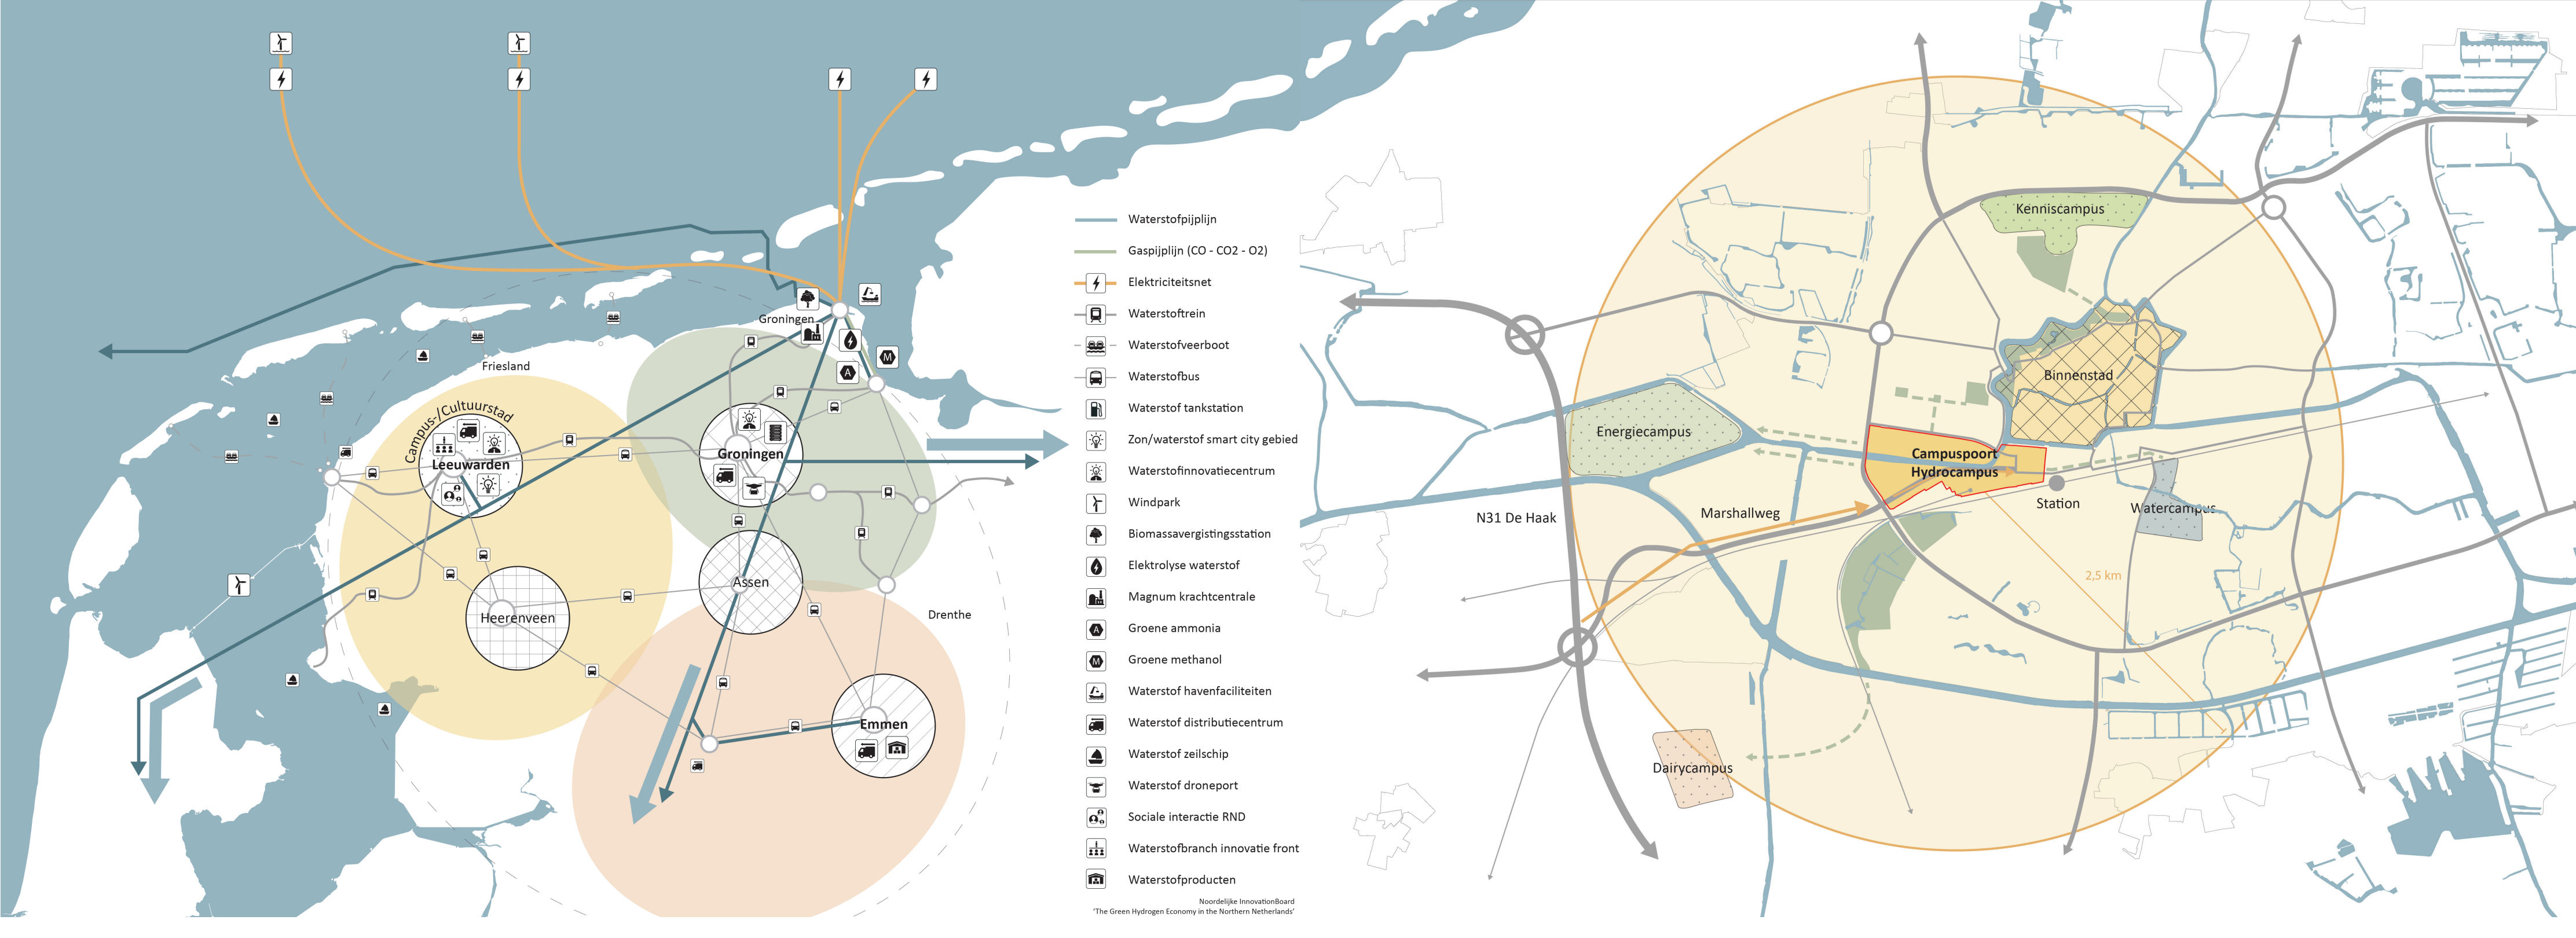 Groningen
Friesland
Campus-/Cultuurstad
Leeuwarden
Groningen
Assen
Heerenveen
Drenthe
Emmen
A
M
Waterstofpijplijn
Gaspijplijn (CO - CO2 - O2)
Elektriciteitsnet
Waterstoftrein
Waterstofveerboot
Waterstofbus
Waterstof tankstation
Zon/waterstof smart city gebied
Waterstofinnovatiecentrum
Windpark
Biomassavergistingsstation
Elektrolyse waterstof
Magnum krachtcentrale
A Groene ammonia
M Groene methanol
Waterstof havenfaciliteiten
Waterstof distributiecentrum
Waterstof zeilschip
Waterstof droneport
Sociale interactie RND
Waterstofbranch innovatie front
Waterstofproducten
Noordelijke InnovationBoard
'The Green Hydrogen Economy in the Northern Netherlands'
Kenniscampus
Binnenstad
Energiecampus
Campuspoort
Hydrocampus
Station
Watercampus
N31 De Haak
Marshallweg
2,5 km
Dairycampus